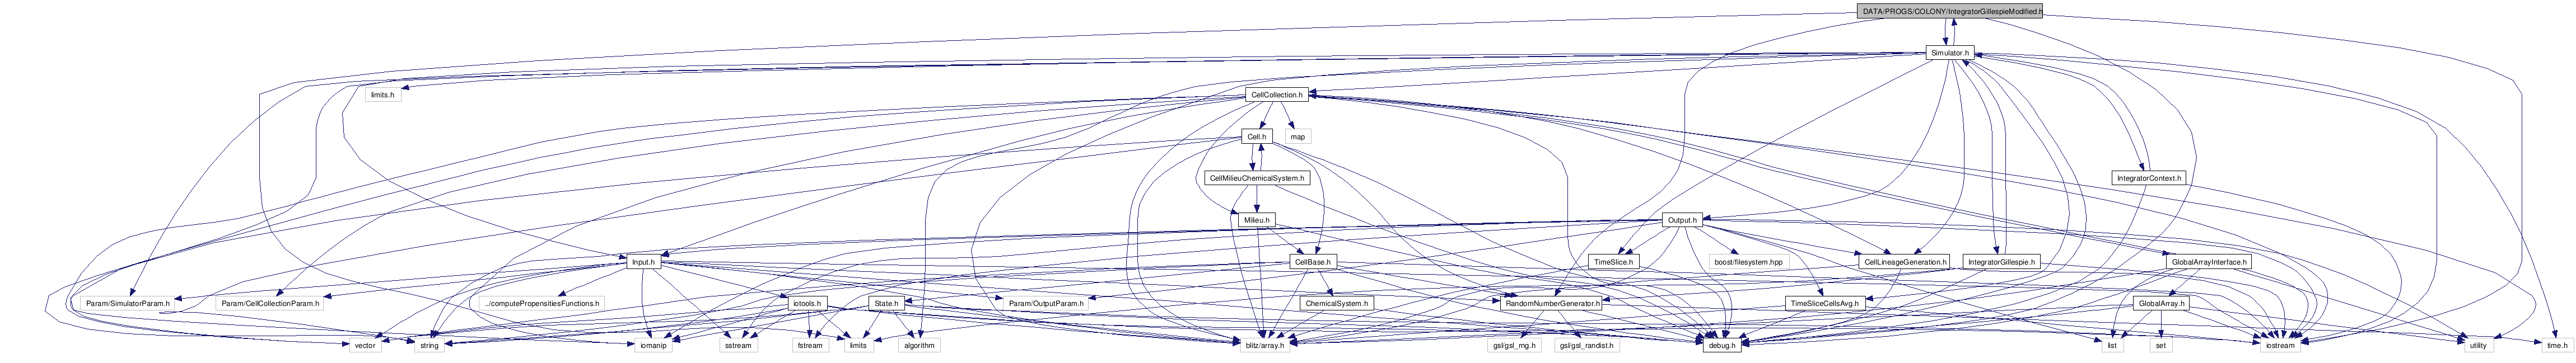 DATA/PROGS/COLONY/IntegratorGillespieModified.h
Simulator.h
limits.h
CellCollection.h
Cell.h
map
CellMilieuChemicalSystem.h
IntegratorContext.h
Milieu.h
Output.h
Input.h
CellBase.h
TimeSlice.h
boost/filesystem.hpp
CellLineageGeneration.h
IntegratorGillespie.h
GlobalArrayInterface.h
Param/SimulatorParam.h
Param/CellCollectionParam.h
../computePropensitiesFunctions.h
iotools.h
State.h
Param/OutputParam.h
ChemicalSystem.h
RandomNumberGenerator.h
TimeSliceCellsAvg.h
GlobalArray.h
vector
string
iomanip
sstream
fstream
limits
algorithm
blitz/array.h
gsl/gsl_rng.h
gsl/gsl_randist.h
debug.h
list
set
iostream
utility
time.h